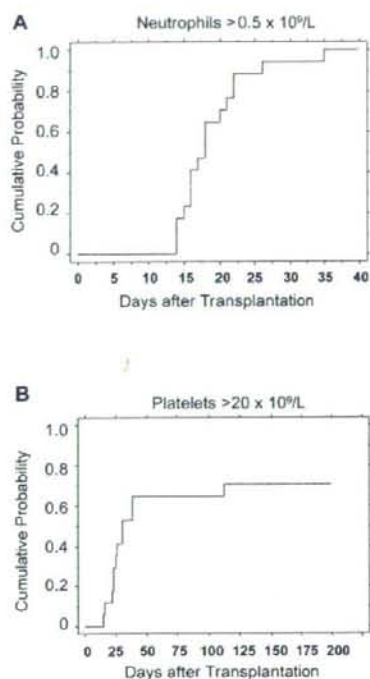 A
Neutrophils >0.5 x 10⁹/L
Cumulative Probability
1.0
0.8
0.6
0.4
0.2
0
0 5 10 15 20 25 30 35 40
Days after Transplantation
B
Platelets >20 x 10⁹/L
Cumulative Probability
1.0
0.8
0.6
0.4
0.2
0
0 25 50 75 100 125 150 175 200
Days after Transplantation